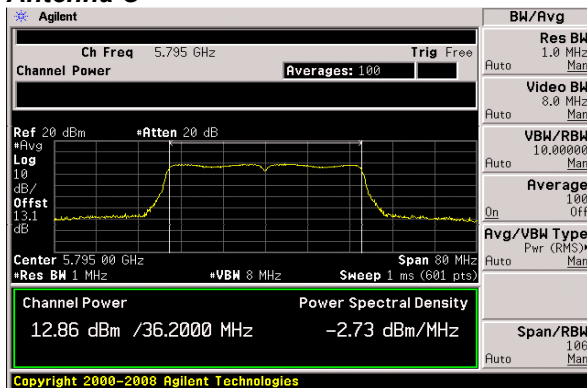 Agilent
BW/Avg
Ch Freq 5.795 GHz Trig Free
Channel Power Averages: 100
Res BW
1.0 MHz
Auto Man
Video BW
8.0 MHz
Auto Man
VBW/RBW
10.00000
Auto Man
Average
100
On Off
Avg/VBW Type
Pwr (RMS)
Auto Man
Span/RBW
106
Auto Man
Ref 20 dBm #Atten 20 dB
#Avg
Log
10
dB/
Offst
13.1
dB
Center 5.795 00 GHz Span 80 MHz
#Res BW 1 MHz #VBW 8 MHz Sweep 1 ms (601 pts)
Channel Power Power Spectral Density
12.86 dBm /36.2000 MHz -2.73 dBm/MHz
Copyright 2000-2008 Agilent Technologies